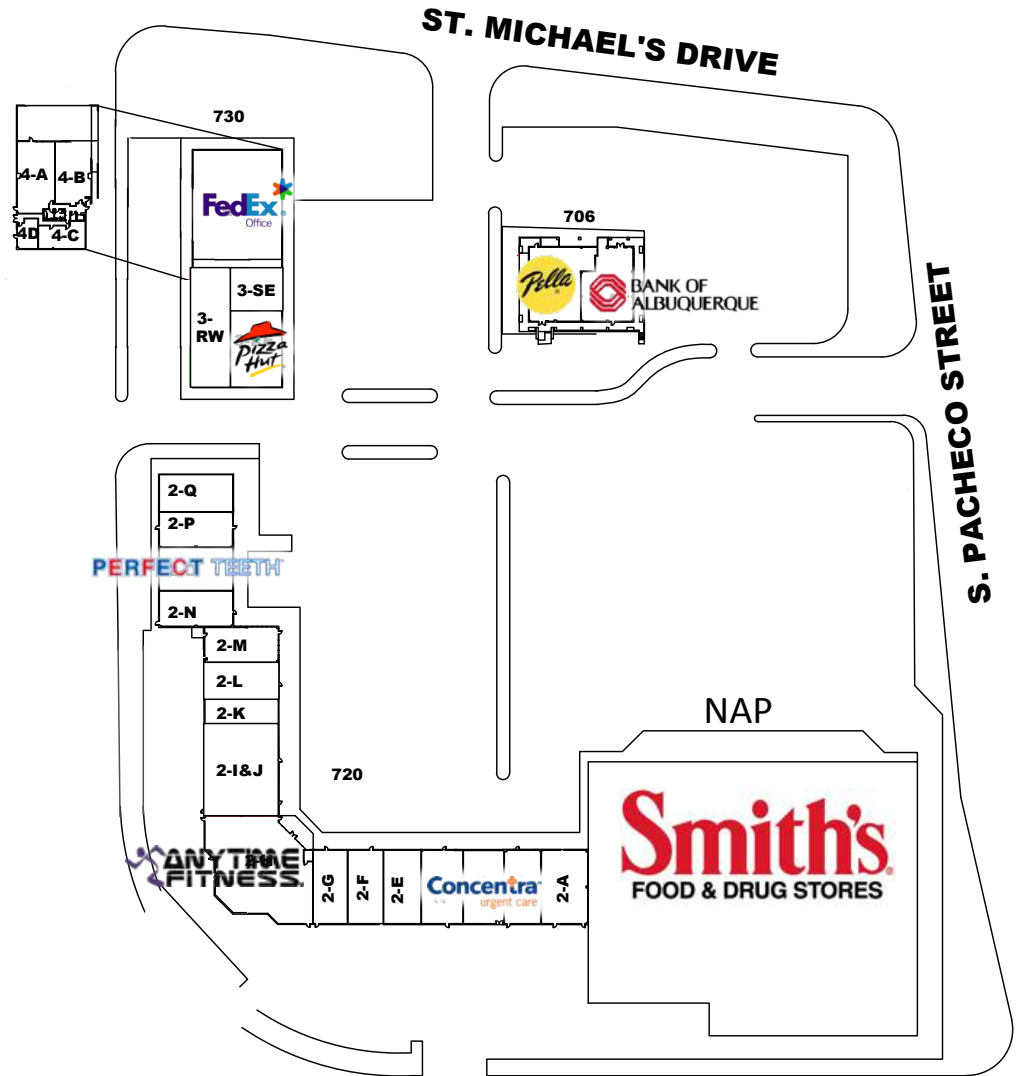 ST. MICHAEL'S DRIVE
730
4-A
4-B
4D
4-C
FedEx
Office
3-SE
3-
RW
Pizza
Hut
706
Pella
BANK OF
ALBUQUERQUE
S. PACHECO STREET
2-Q
2-P
PERFECT TEETH
2-N
2-M
2-L
2-K
2-I&J
720
NAP
ANYTIME
FITNESS.
2-G
2-F
2-E
Concentra
urgent care
2-A
Smith's
FOOD & DRUG STORES